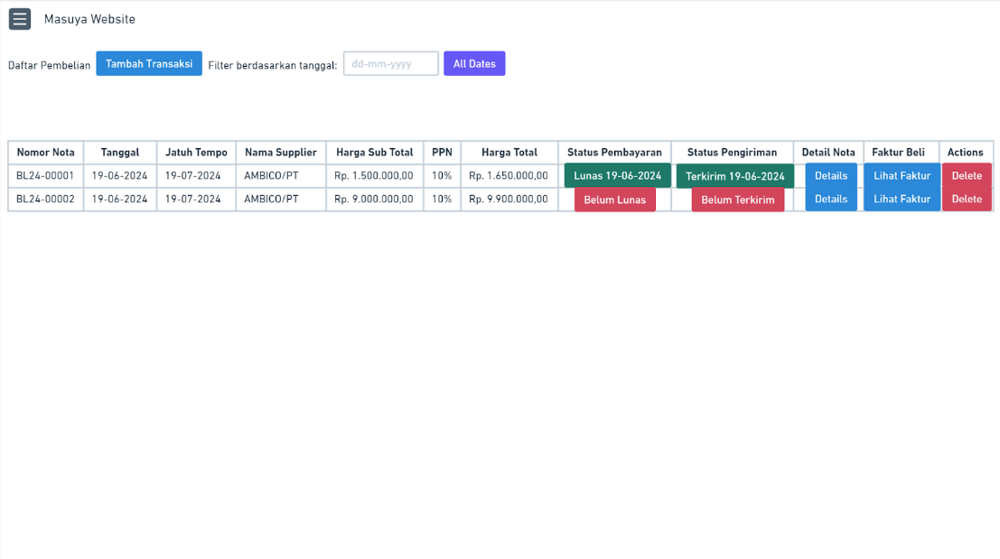 Masuya Website
Daftar Pembelian Tambah Transaksi Filter berdasarkan tanggal: dd-mm-yyyy All Dates
Nomor Nota Tanggal Jatuh Tempo Nama Supplier Harga Sub Total PPN Harga Total Status Pembayaran Status Pengiriman Detail Nota Faktur Beli Actions
BL24-00001 19-06-2024 19-07-2024 AMBICO/PT Rp. 1.500.000,00 10% Rp. 1.650.000,00 Lunas 19-06-2024 Terkirim 19-06-2024 Details Lihat Faktur Delete
BL24-00002 19-06-2024 19-07-2024 AMBICO/PT Rp. 9.000.000,00 10% Rp. 9.900.000,00 Belum Lunas Belum Terkirim Details Lihat Faktur Delete